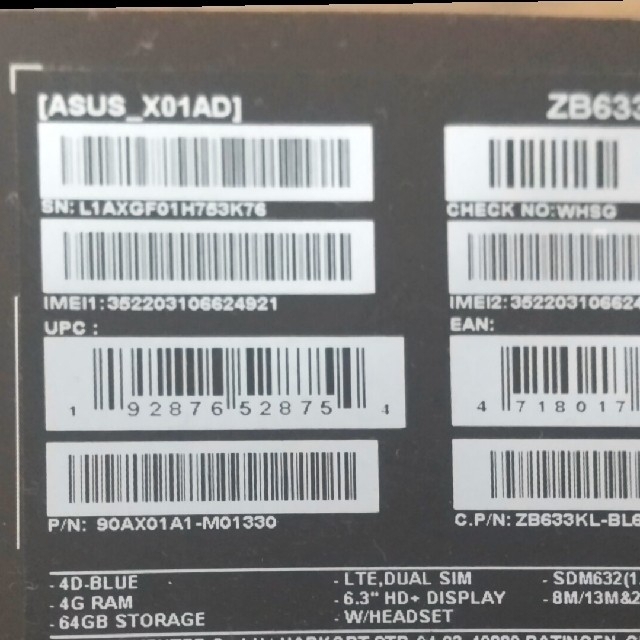 [ASUS_X01AD] ZB633
SN: L1AXGF01H753K76 CHECK NO:WHSG
IMEI1:352203106624921 IMEI2:352203106624
UPC : EAN:
1 92876 52875 4 4 718017
P/N: 90AX01A1-M01330 C.P/N: ZB633KL-BL6
- 4D-BLUE - LTE,DUAL SIM - SDM632(1.
- 4G RAM - 6.3" HD+ DISPLAY - 8M/13M&2
- 64GB STORAGE - W/HEADSET